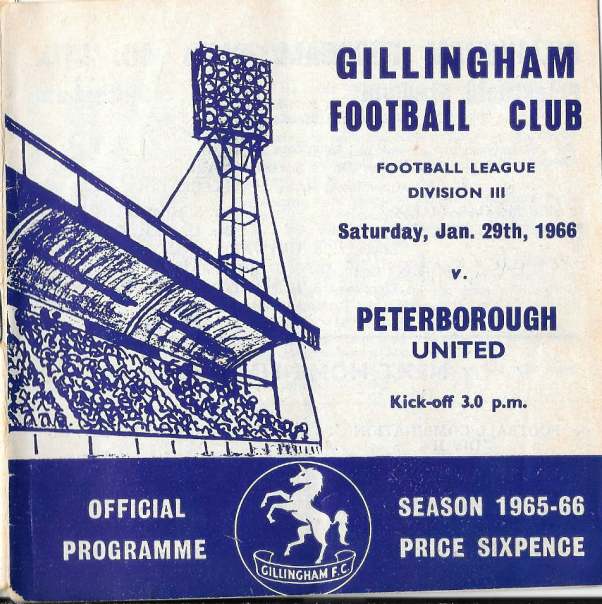 GILLINGHAM
FOOTBALL CLUB
FOOTBALL LEAGUE
DIVISION III
Saturday, Jan. 29th, 1966
v.
PETERBOROUGH
UNITED
Kick-off 3.0 p.m.
OFFICIAL
PROGRAMME
GILLINGHAM F.C.
SEASON 1965-66
PRICE SIXPENCE